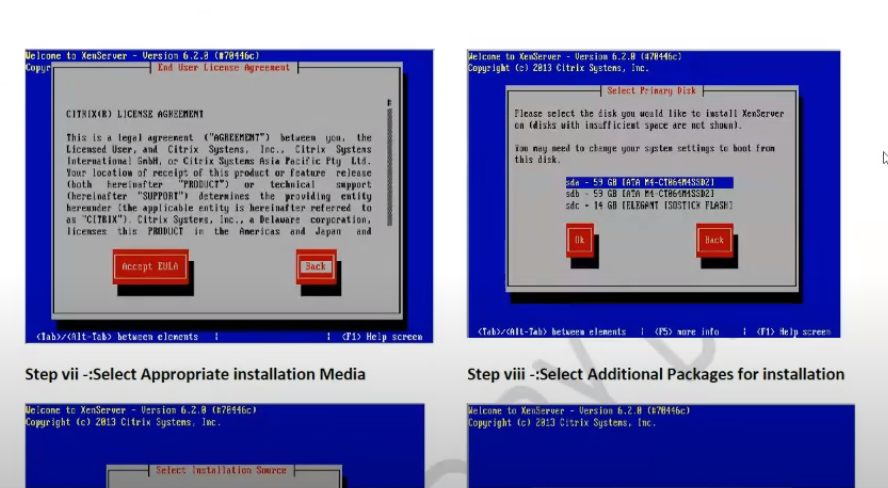 Welcome to XenServer - Version 6.2.0 (#70446c)
Copyr
End User License Agreement
CITRIX(R) LICENSE AGREEMENT
This is a legal agreement ("AGREEMENT") between you, the
Licensed User, and Citrix Systems, Inc., Citrix Systems
International GmbH, or Citrix Systems Asia Pacific Pty Ltd.
Your location of receipt of this product or feature release
(both hereinafter "PRODUCT") or technical support
(hereinafter "SUPPORT") determines the providing entity
hereunder (the applicable entity is hereinafter referred to
as "CITRIX"). Citrix Systems, Inc., a Delaware corporation,
licenses this PRODUCT in the Americas and Japan and
Accept EULA
Back
<Tab>/<Alt-Tab> between elements | | <F1> Help screen
Welcome to XenServer - Version 6.2.0 (#70446c)
Copyright (c) 2013 Citrix Systems, Inc.
Select Primary Disk
Please select the disk you would like to install XenServer
on (disks with insufficient space are not shown).
You may need to change your system settings to boot from
this disk.
sda - 59 GB [ATA M4-CT064M4SSD2]
sdb - 59 GB [ATA M4-CT064M4SSD2]
sdc - 14 GB [ELEGANT ISOSTICK FLASH]
Ok
Back
<Tab>/<Alt-Tab> between elements | <F5> more info | <F1> Help screen
Step vii -:Select Appropriate installation Media
Step viii -:Select Additional Packages for installation
Welcome to XenServer - Version 6.2.0 (#70446c)
Copyright (c) 2013 Citrix Systems, Inc.
Select Installation Source
Welcome to XenServer - Version 6.2.0 (#70446c)
Copyright (c) 2013 Citrix Systems, Inc.